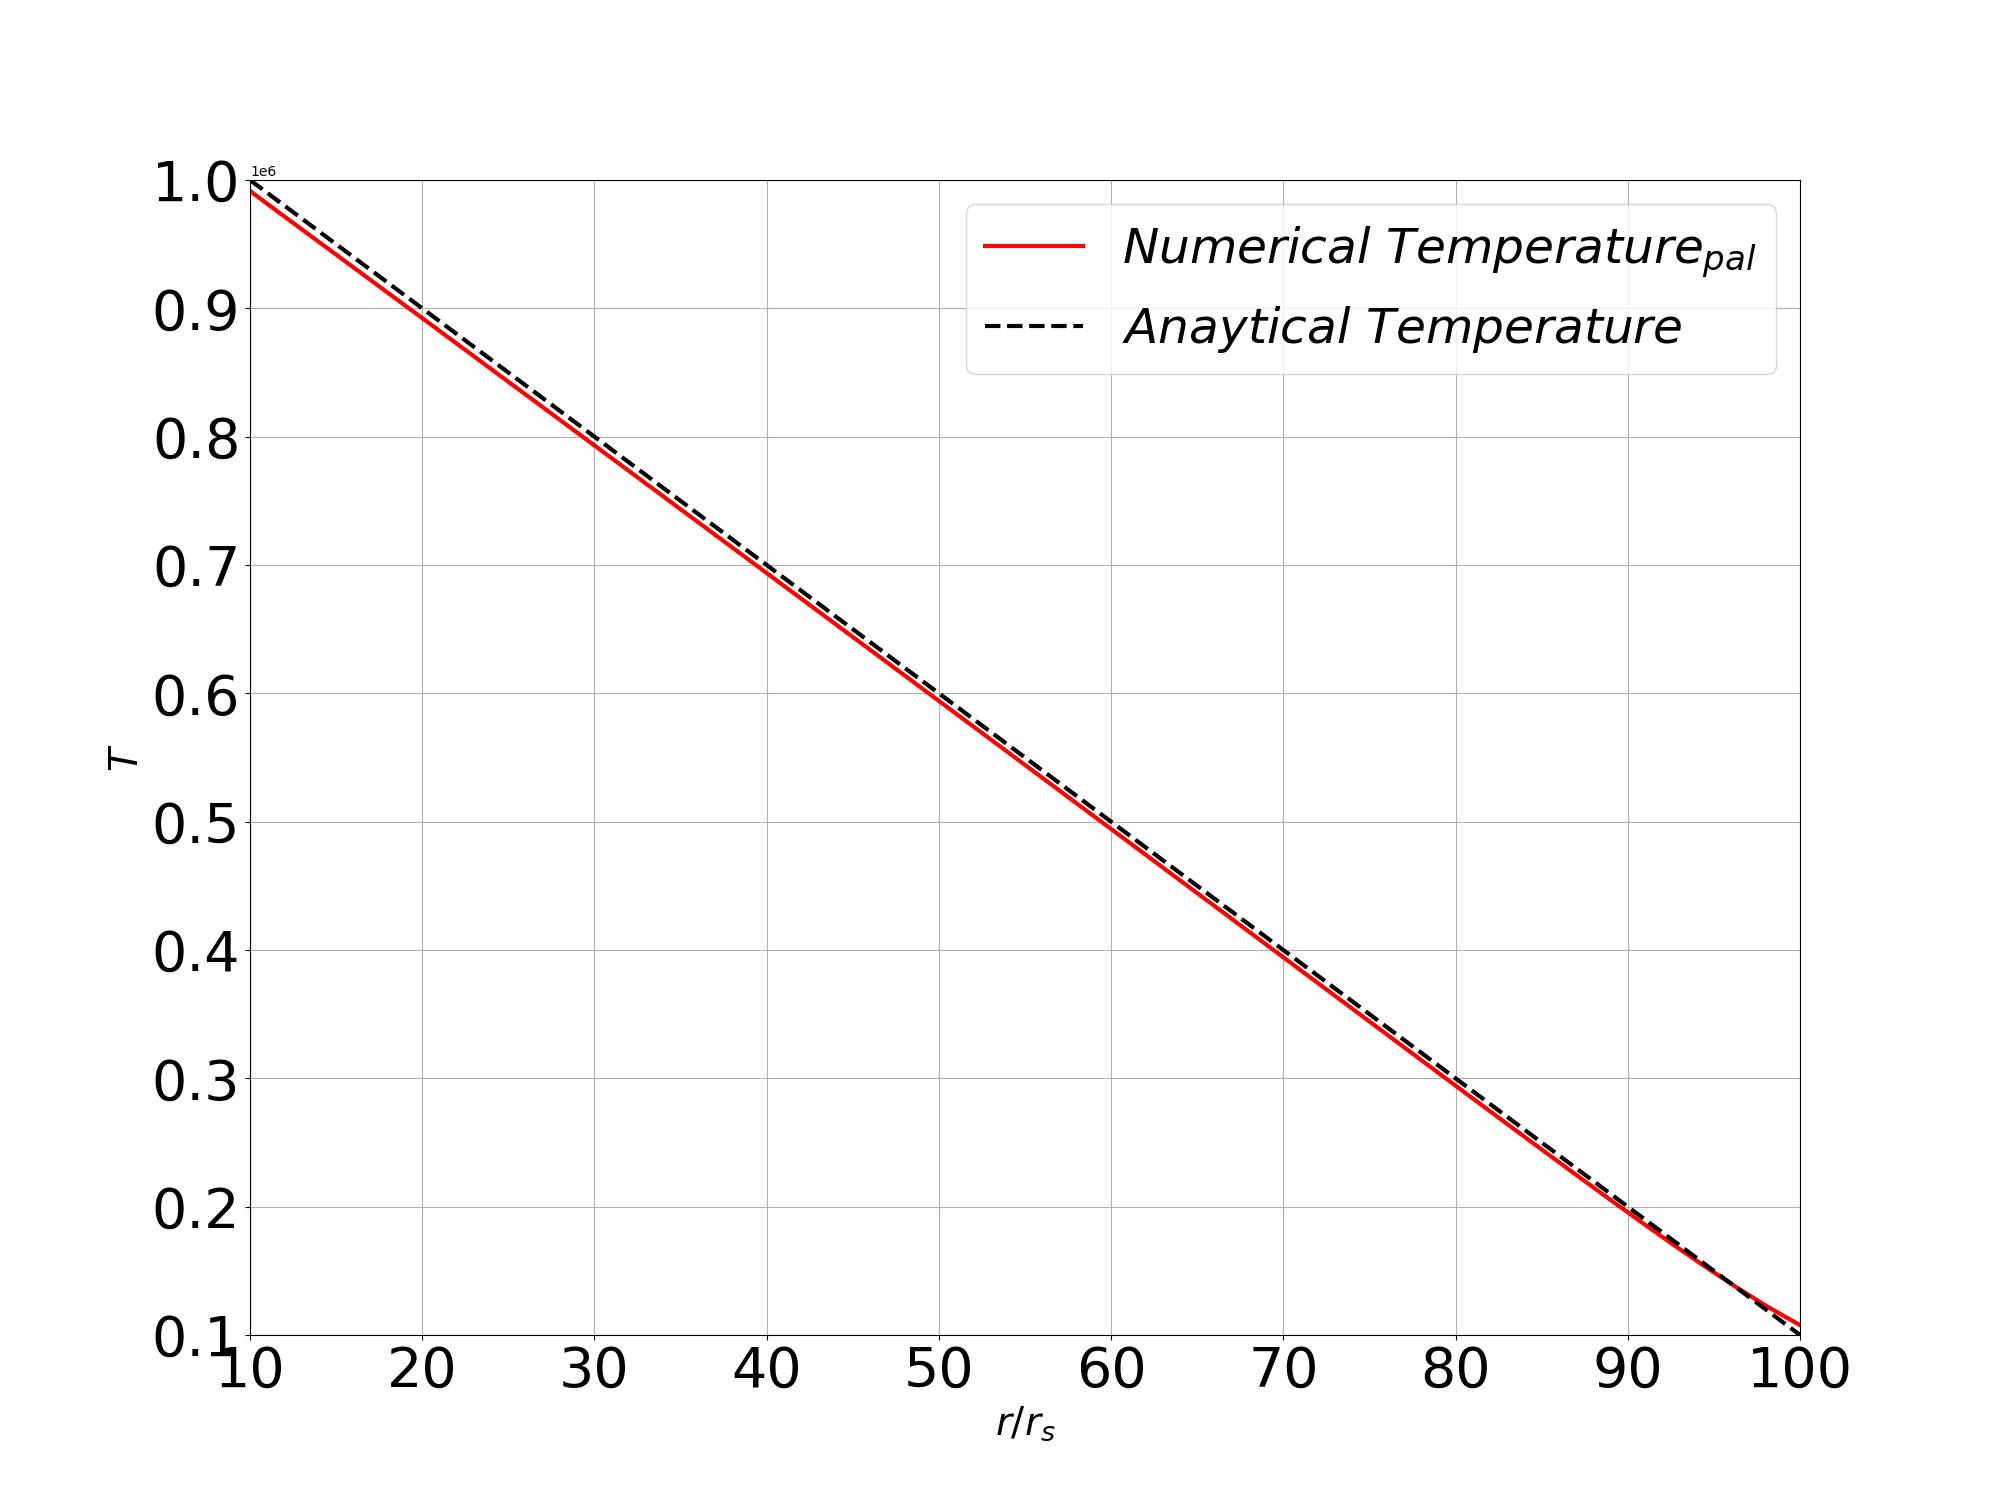 1e6
1.0
0.9
0.8
0.7
0.6
0.5
0.4
0.3
0.2
0.1
T
Numerical Temperature_pal
Anaytical Temperature
10 20 30 40 50 60 70 80 90 100
r/r_s